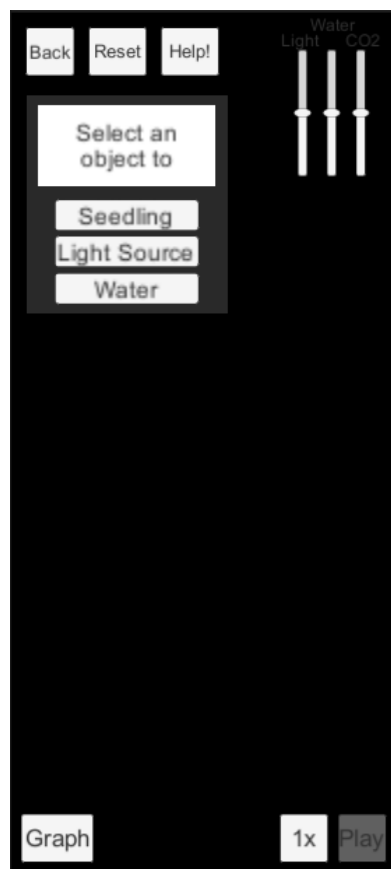 Back
Reset
Help!
Water
Light
CO2
Select an
object to
Seedling
Light Source
Water
Graph
1x
Play